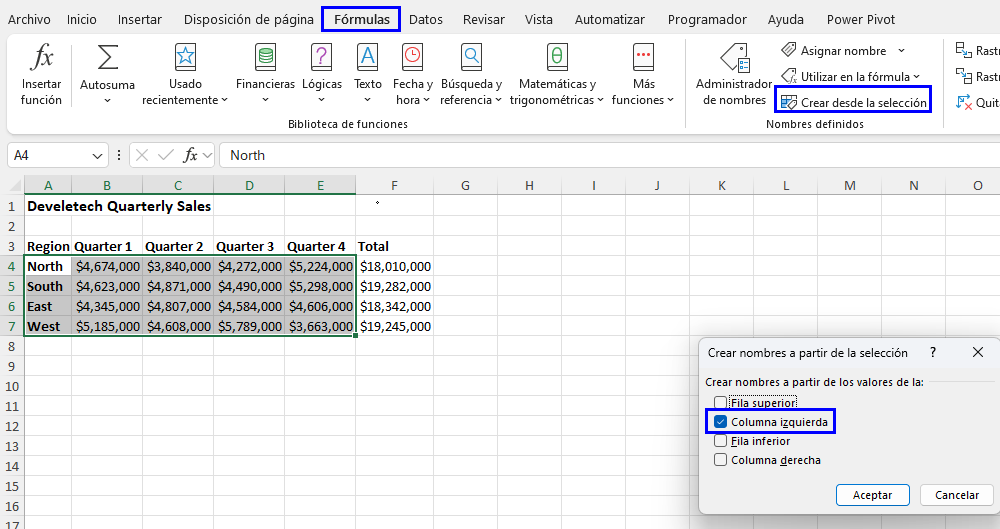 Archivo Inicio Insertar Disposición de página Fórmulas Datos Revisar Vista Automatizar Programador Ayuda Power Pivot
fx Insertar función
Σ Autosuma
Usado recientemente
Financieras
? Lógicas
A Texto
Fecha y hora
Búsqueda y referencia
θ Matemáticas y trigonométricas
Más funciones
Biblioteca de funciones
Administrador de nombres
Asignar nombre
Utilizar en la fórmula
Crear desde la selección
Nombres definidos
Rastr
Rastr
Quit
A4 fx North
A B C D E F G H I J K L M N O
1 Develetech Quarterly Sales
2
3 Region Quarter 1 Quarter 2 Quarter 3 Quarter 4 Total
4 North $4,674,000 $3,840,000 $4,272,000 $5,224,000 $18,010,000
5 South $4,623,000 $4,871,000 $4,490,000 $5,298,000 $19,282,000
6 East $4,345,000 $4,807,000 $4,584,000 $4,606,000 $18,342,000
7 West $5,185,000 $4,608,000 $5,789,000 $3,663,000 $19,245,000
8
9
10
11
12
13
14
15
16
17
Crear nombres a partir de la selección ? ×
Crear nombres a partir de los valores de la:
Fila superior
Columna izquierda
Fila inferior
Columna derecha
Aceptar Cancelar